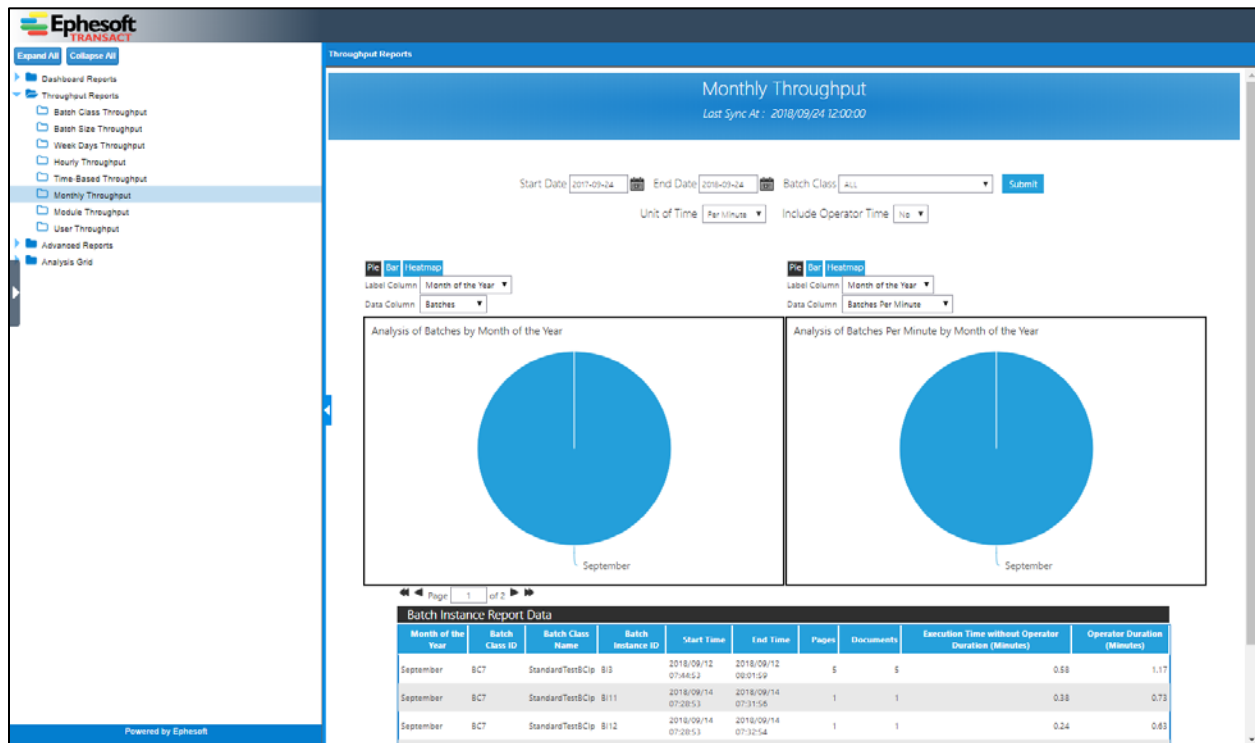 Ephesoft
TRANSACT
Expand All Collapse All
Dashboard Reports
Throughput Reports
Batch Class Throughput
Batch Size Throughput
Week Days Throughput
Hourly Throughput
Time-Based Throughput
Monthly Throughput
Module Throughput
User Throughput
Advanced Reports
Analysis Grid
Powered by Ephesoft
Throughput Reports
Monthly Throughput
Last Sync At : 2018/09/24 12:00:00
Start Date 2017-09-24 End Date 2018-09-24 Batch Class ALL Submit
Unit of Time Per Minute Include Operator Time No
Pie Bar Heatmap
Label Column Month of the Year
Data Column Batches
Analysis of Batches by Month of the Year
September
Pie Bar Heatmap
Label Column Month of the Year
Data Column Batches Per Minute
Analysis of Batches Per Minute by Month of the Year
September
Page 1 of 2
Batch Instance Report Data
Month of the Year Batch Class ID Batch Class Name Batch Instance ID Start Time End Time Pages Documents Execution Time without Operator Duration (Minutes) Operator Duration (Minutes)
September BC7 StandardTestBCIp BI3 2018/09/12 07:44:53 2018/09/12 08:01:59 5 5 0.58 1.17
September BC7 StandardTestBCIp BI11 2018/09/14 07:28:53 2018/09/14 07:31:56 1 1 0.38 0.73
September BC7 StandardTestBCIp BI12 2018/09/14 07:28:53 2018/09/14 07:32:54 1 1 0.24 0.63